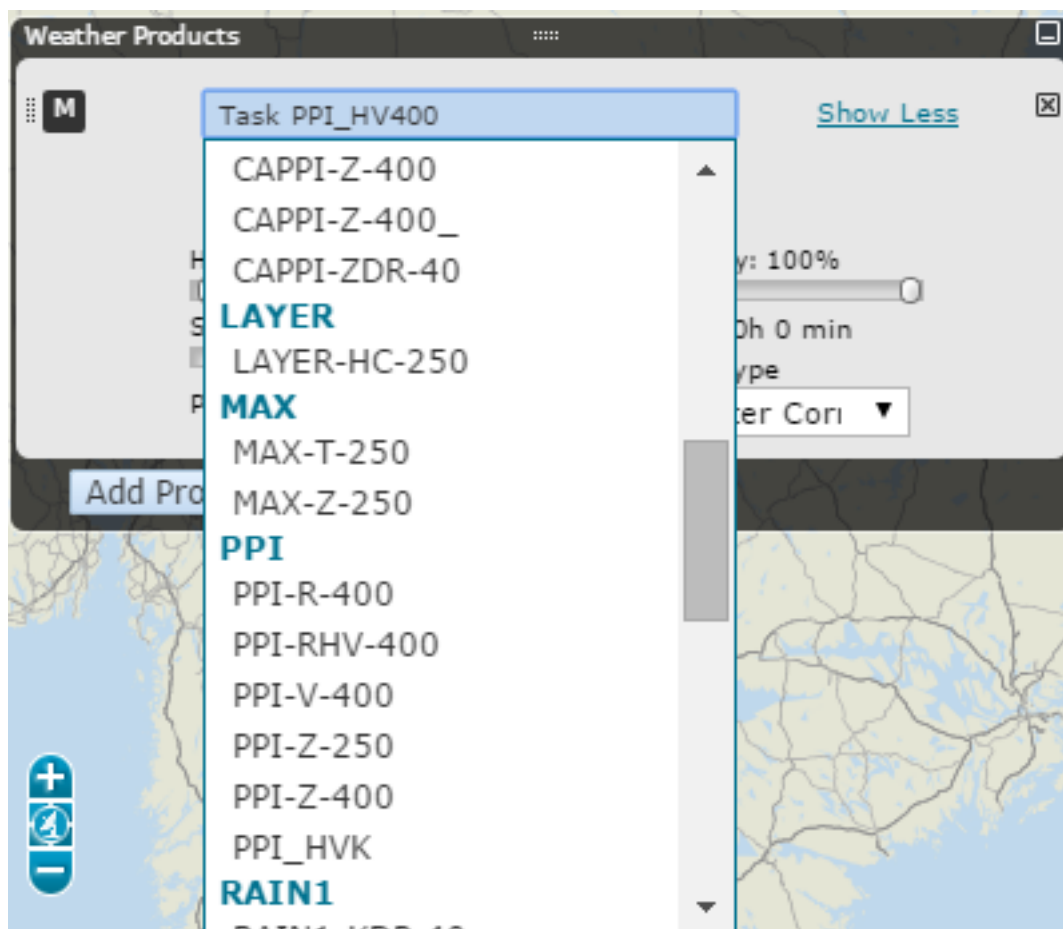 Weather Products
M
Task PPI_HV400
Show Less
CAPPI-Z-400
CAPPI-Z-400_
CAPPI-ZDR-40
y: 100%
LAYER
0h 0 min
LAYER-HC-250
ype
MAX
MAX-T-250
MAX-Z-250
Add Pro
PPI
PPI-R-400
PPI-RHV-400
PPI-V-400
PPI-Z-250
PPI-Z-400
PPI_HVK
RAIN1